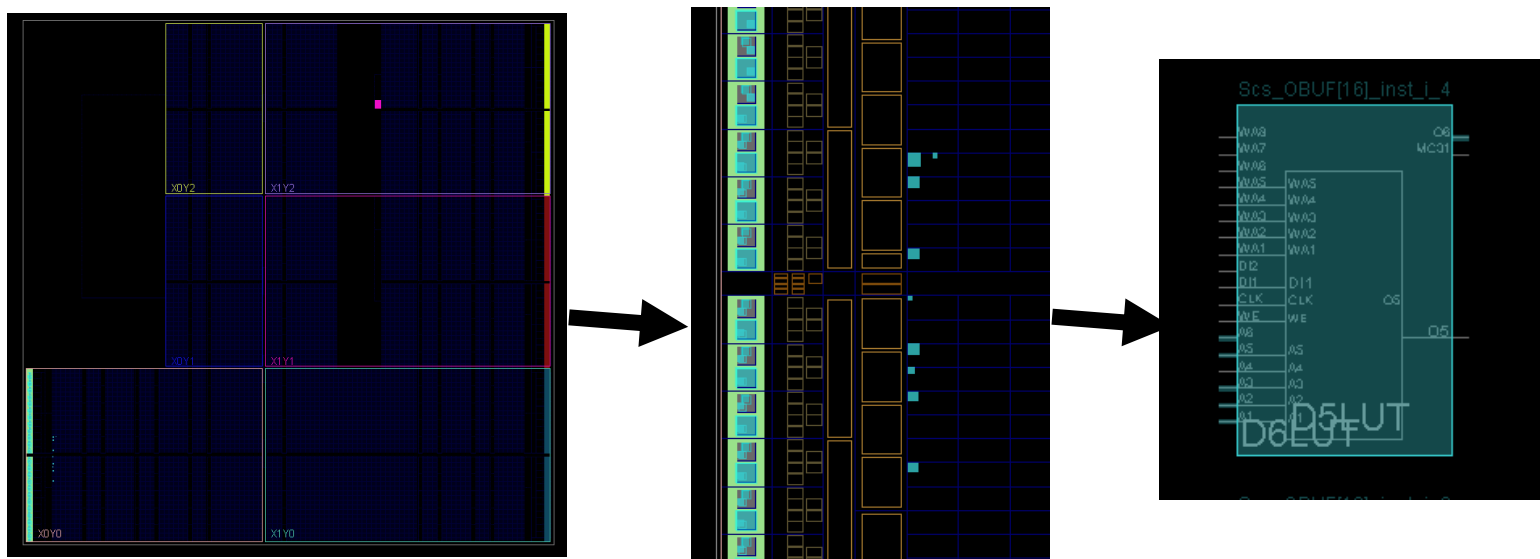 X0Y2
X1Y2
X0Y1
X1Y1
X0Y0
X1Y0
Scs_OBUF[16]_inst_i_4
WA8
WA7
WA6
WA5
WA4
WA3
WA2
WA1
DI2
DI1
CLK
WE
A6
A5
A4
A3
A2
A1
WA5
WA4
WA3
WA2
WA1
DI1
CLK
WE
A5
A4
A3
A2
A1
O5
O6
MC31
O5
D5LUT
D6LUT